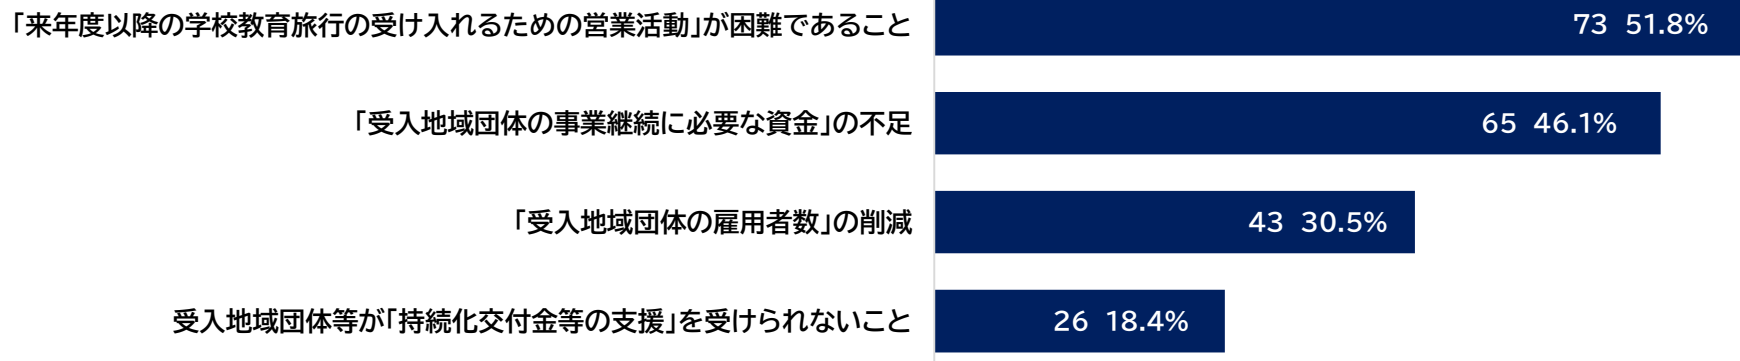 「来年度以降の学校教育旅行の受け入れるための営業活動」が困難であること 73 51.8%
「受入地域団体の事業継続に必要な資金」の不足 65 46.1%
「受入地域団体の雇用者数」の削減 43 30.5%
受入地域団体等が「持続化交付金等の支援」を受けられないこと 26 18.4%